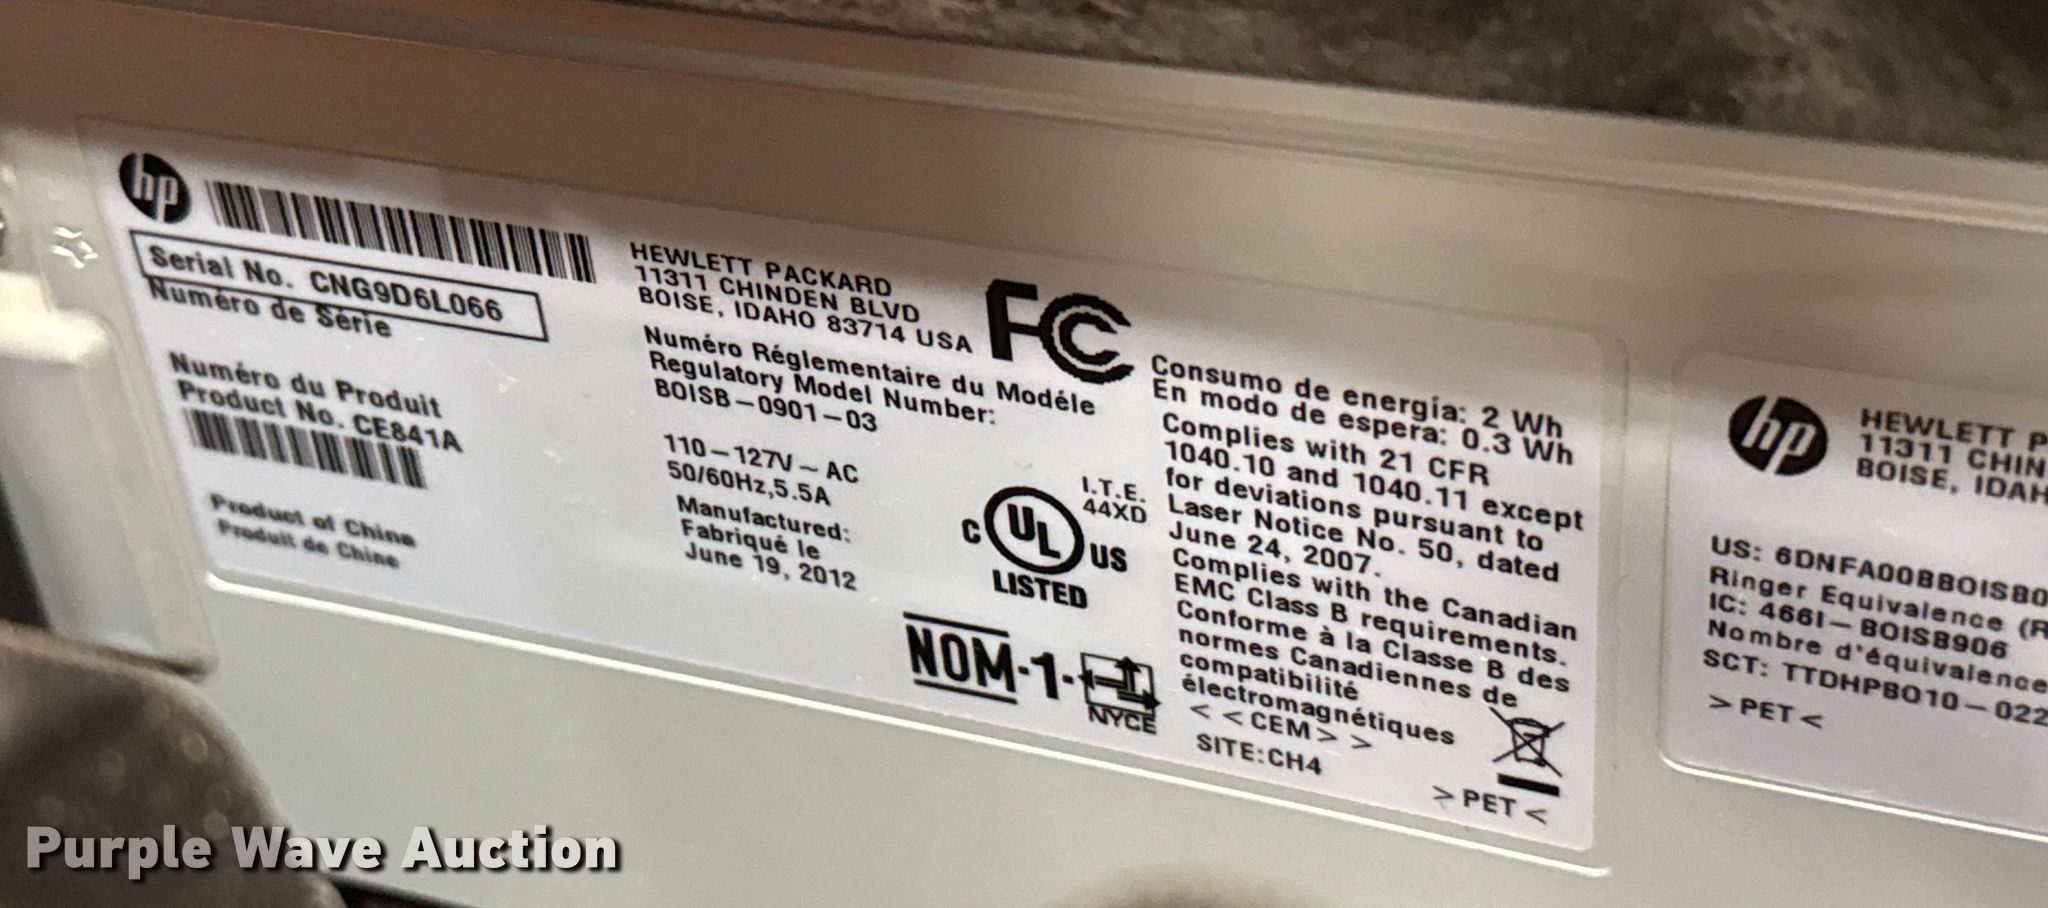 hp
Serial No. CNG9D6L066
Numéro de Série
Numéro du Produit
Product No. CE841A
Product of China
Produit de Chine
HEWLETT PACKARD
11311 CHINDEN BLVD
BOISE, IDAHO 83714 USA
Numéro Réglementaire du Modéle
Regulatory Model Number:
BOISB-0901-03
110-127V~AC
50/60Hz,5.5A
Manufactured:
Fabriqué le
June 19, 2012
FC
C UL US
LISTED
I.T.E.
44XD
NOM-1-
NYCE
Consumo de energía: 2 Wh
En modo de espera: 0.3 Wh
Complies with 21 CFR
1040.10 and 1040.11 except
for deviations pursuant to
Laser Notice No. 50, dated
June 24, 2007.
Complies with the Canadian
EMC Class B requirements.
Conforme à la Classe B des
normes Canadiennes de
compatibilité
électromagnétiques
<<CEM>>
SITE:CH4
>PET<
hp
HEWLETT P
11311 CHIN
BOISE, IDAH
US: 6DNFA00BBOISB0
Ringer Equivalence (R
IC: 466I-BOISB906
Nombre d'équivalence
SCT: TTDHPBO10-022
>PET<
Purple Wave Auction